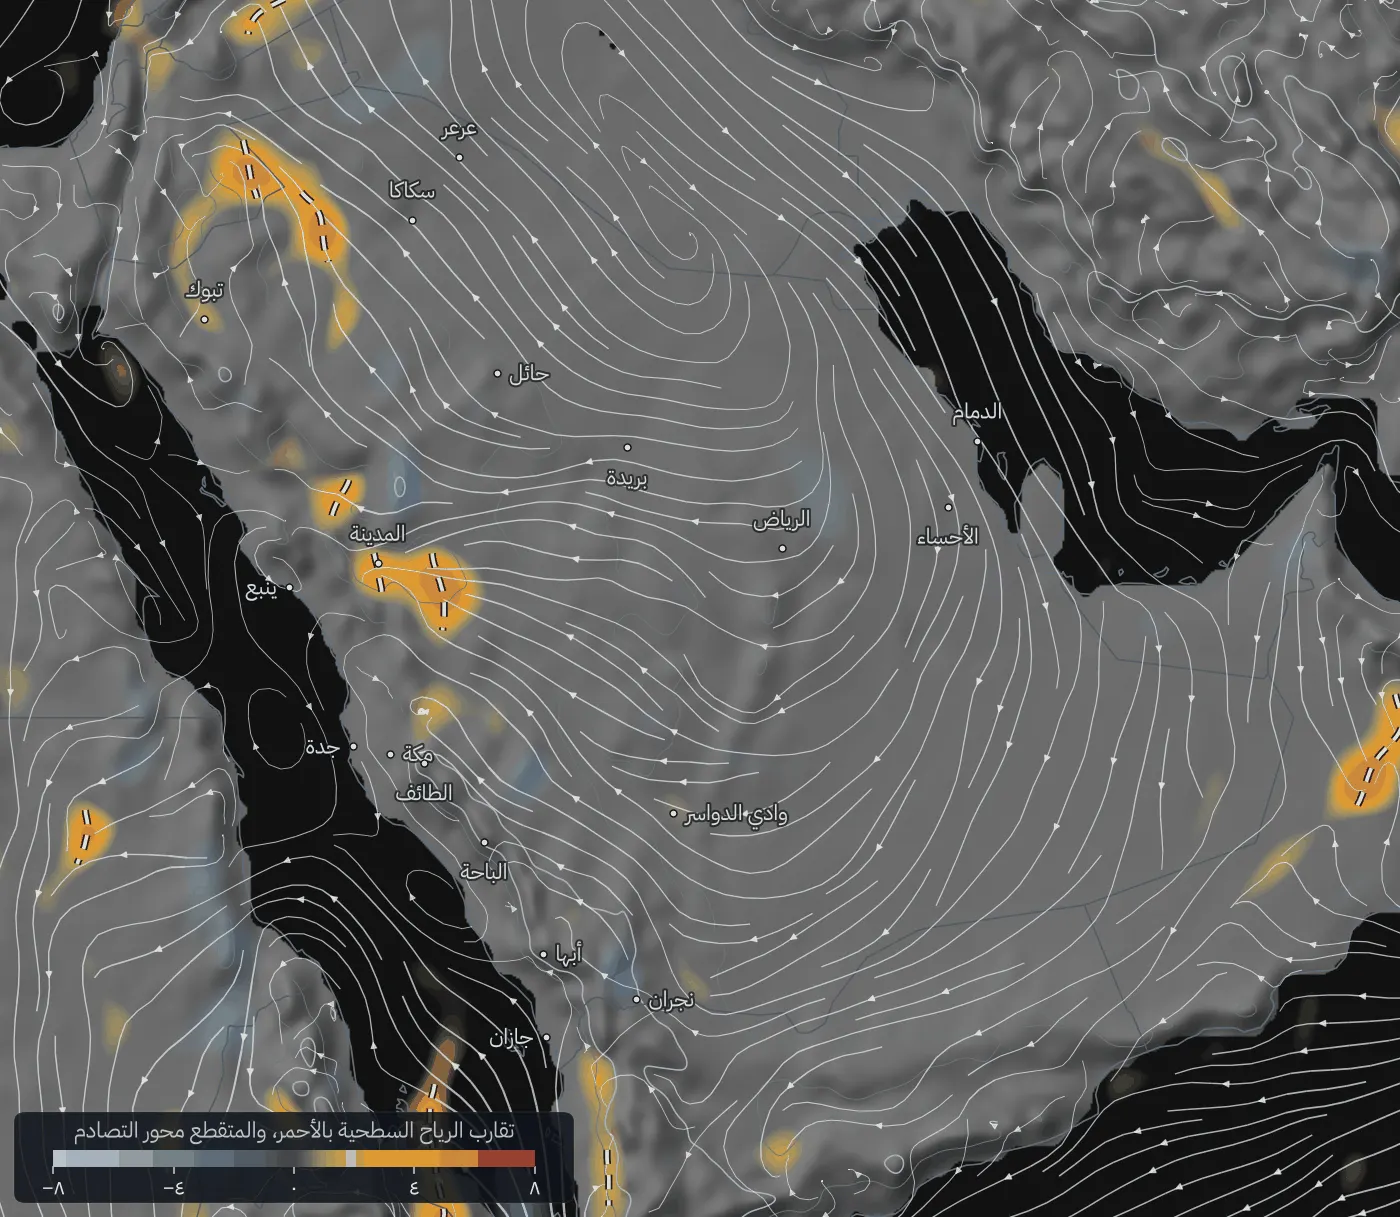 عرعر
سكاكا
تبوك
حائل
الدمام
بريدة
الرياض
الأحساء
المدينة
ينبع
جدة
مكة
الطائف
وادي الدواسر
الباحة
أبها
نجران
جازان
تقارب الرياح السطحية بالأحمر، والمتقطع محور التصادم
−٨ −٤ ٠ ٤ ٨